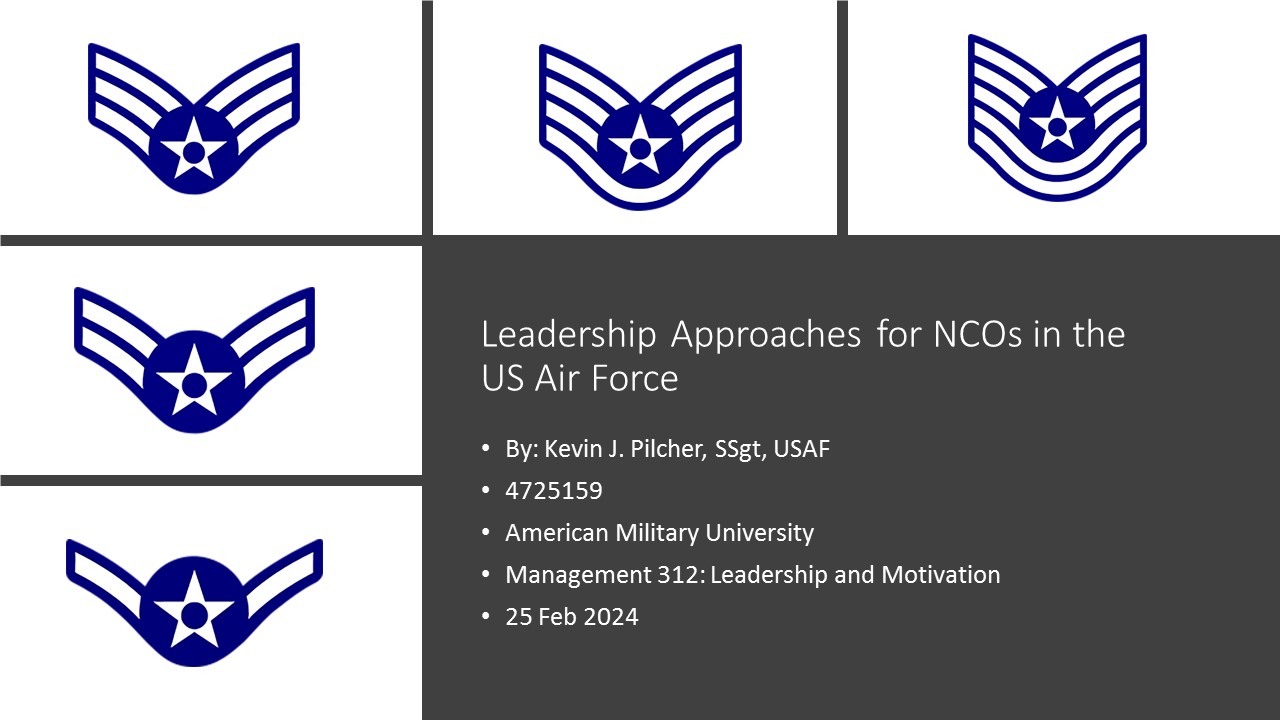 Leadership Approaches for NCOs in the
US Air Force
• By: Kevin J. Pilcher, SSgt, USAF
• 4725159
• American Military University
• Management 312: Leadership and Motivation
• 25 Feb 2024